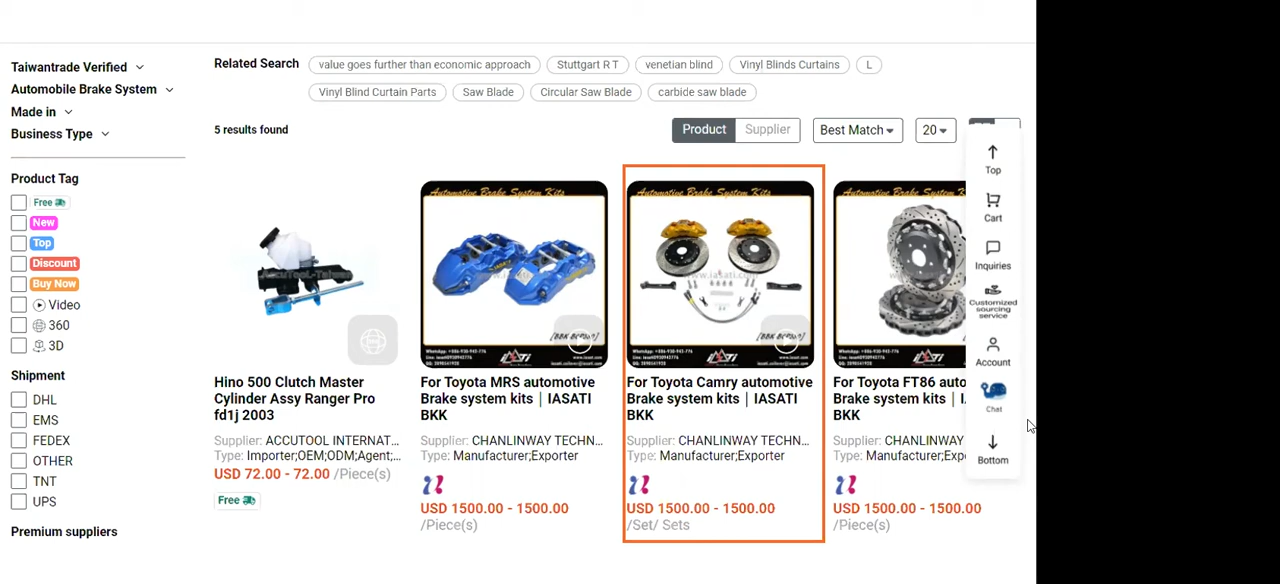 Taiwantrade Verified
Automobile Brake System
Made in
Business Type
Product Tag
Free
New
Top
Discount
Buy Now
Video
360
3D
Shipment
DHL
EMS
FEDEX
OTHER
TNT
UPS
Premium suppliers
Related Search
value goes further than economic approach
Stuttgart R T
venetian blind
Vinyl Blinds Curtains
L
Vinyl Blind Curtain Parts
Saw Blade
Circular Saw Blade
carbide saw blade
5 results found
Product
Supplier
Best Match
20
Hino 500 Clutch Master
Cylinder Assy Ranger Pro
fd1j 2003
Supplier: ACCUTOOL INTERNAT...
Type: Importer;OEM;ODM;Agent;...
USD 72.00 - 72.00 /Piece(s)
Free
Automotive Brake System Kits
For Toyota MRS automotive
Brake system kits | IASATI
BKK
Supplier: CHANLINWAY TECHN...
Type: Manufacturer;Exporter
USD 1500.00 - 1500.00
/Piece(s)
Automotive Brake System Kits
www.iasati.com
For Toyota Camry automotive
Brake system kits | IASATI
BKK
Supplier: CHANLINWAY TECHN...
Type: Manufacturer;Exporter
USD 1500.00 - 1500.00
/Set/ Sets
Automotive Brake System
For Toyota FT86 auto
Brake system kits | I
BKK
Supplier: CHANLINWAY
Type: Manufacturer;Expo
USD 1500.00 - 1500.00
/Piece(s)
Top
Cart
Inquiries
Customized
sourcing
service
Account
Chat
Bottom